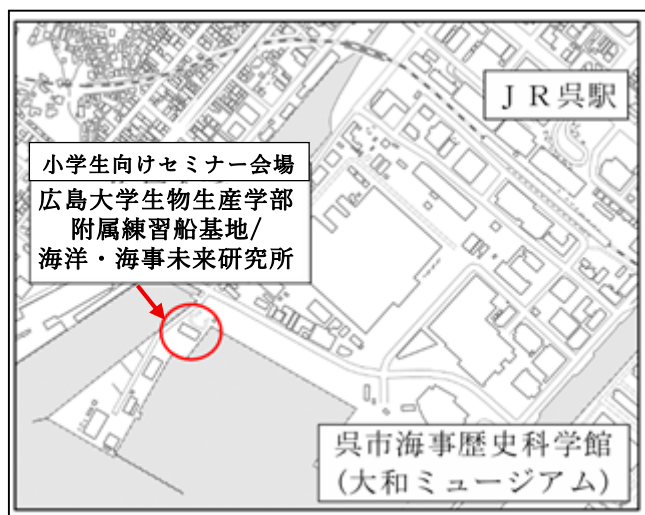 ＪＲ呉駅
小学生向けセミナー会場
広島大学生物生産学部
附属練習船基地/
海洋・海事未来研究所
呉市海事歴史科学館
(大和ミュージアム)